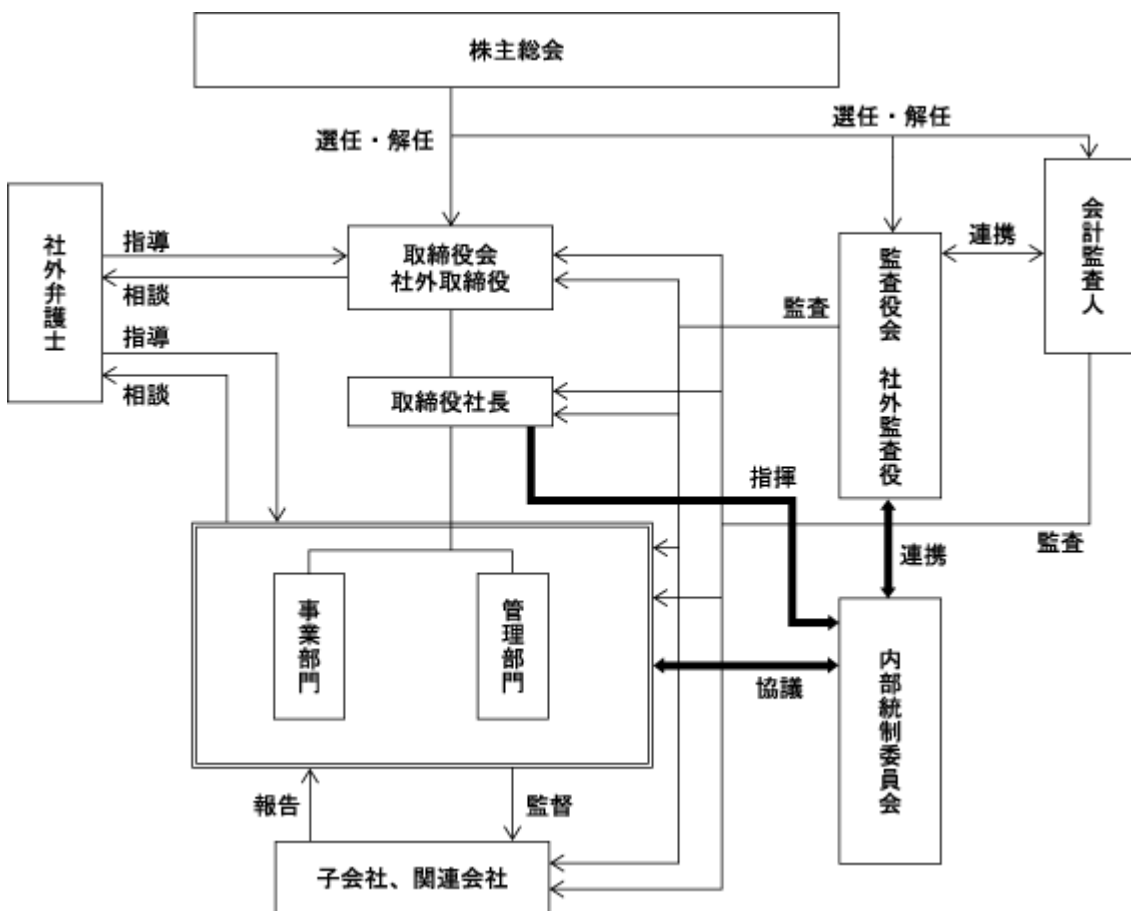 株主総会
選任・解任
選任・解任
社外弁護士
指導
相談
指導
相談
取締役会
社外取締役
取締役社長
監査役会　社外監査役
連携
会計監査人
監査
指揮
監査
連携
事業部門
管理部門
協議
内部統制委員会
報告
監督
子会社、関連会社